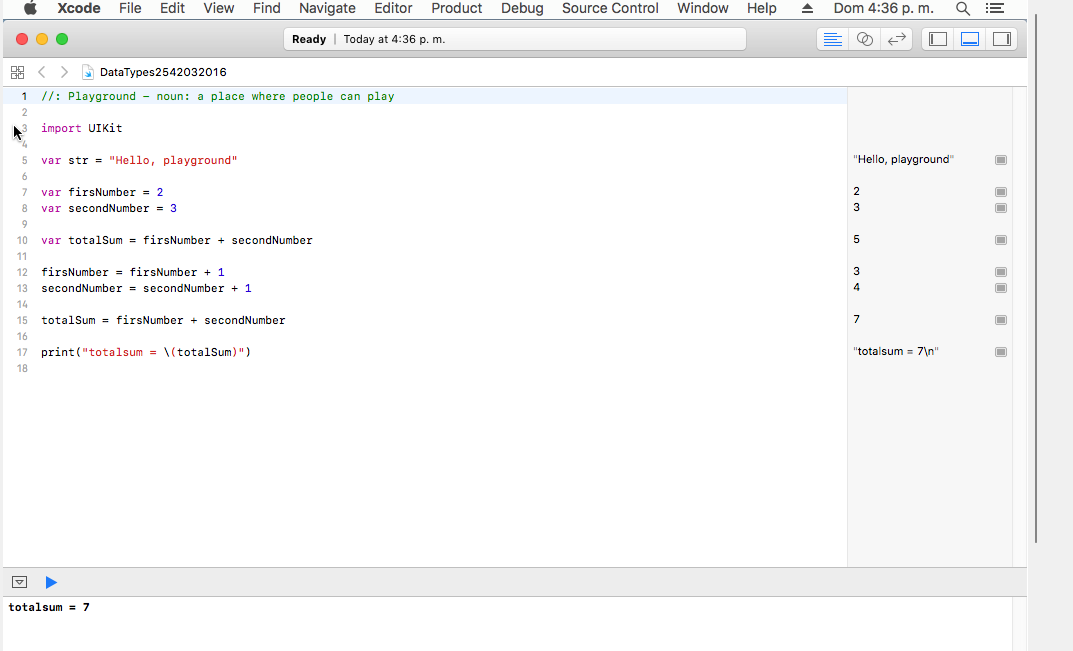 Xcode File Edit View Find Navigate Editor Product Debug Source Control Window Help Dom 4:36 p. m.
Ready | Today at 4:36 p. m.
DataTypes2542032016
1 //: Playground - noun: a place where people can play
2
3 import UIKit
4
5 var str = "Hello, playground" "Hello, playground"
6
7 var firsNumber = 2 2
8 var secondNumber = 3 3
9
10 var totalSum = firsNumber + secondNumber 5
11
12 firsNumber = firsNumber + 1 3
13 secondNumber = secondNumber + 1 4
14
15 totalSum = firsNumber + secondNumber 7
16
17 print("totalsum = \(totalSum)") "totalsum = 7\n"
18
totalsum = 7